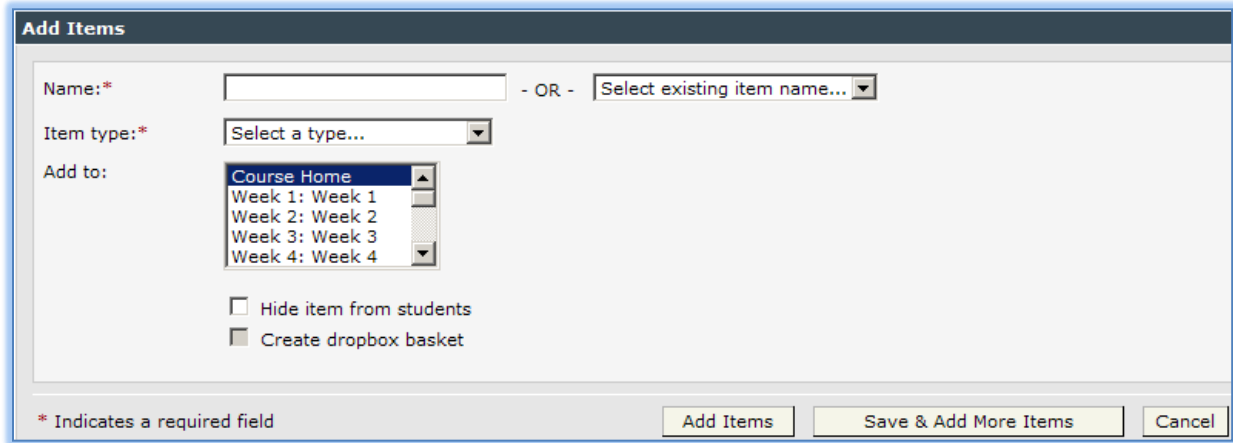 Add Items
Name:* - OR - Select existing item name...
Item type:* Select a type...
Add to: Course Home
Week 1: Week 1
Week 2: Week 2
Week 3: Week 3
Week 4: Week 4
Hide item from students
Create dropbox basket
* Indicates a required field Add Items Save & Add More Items Cancel